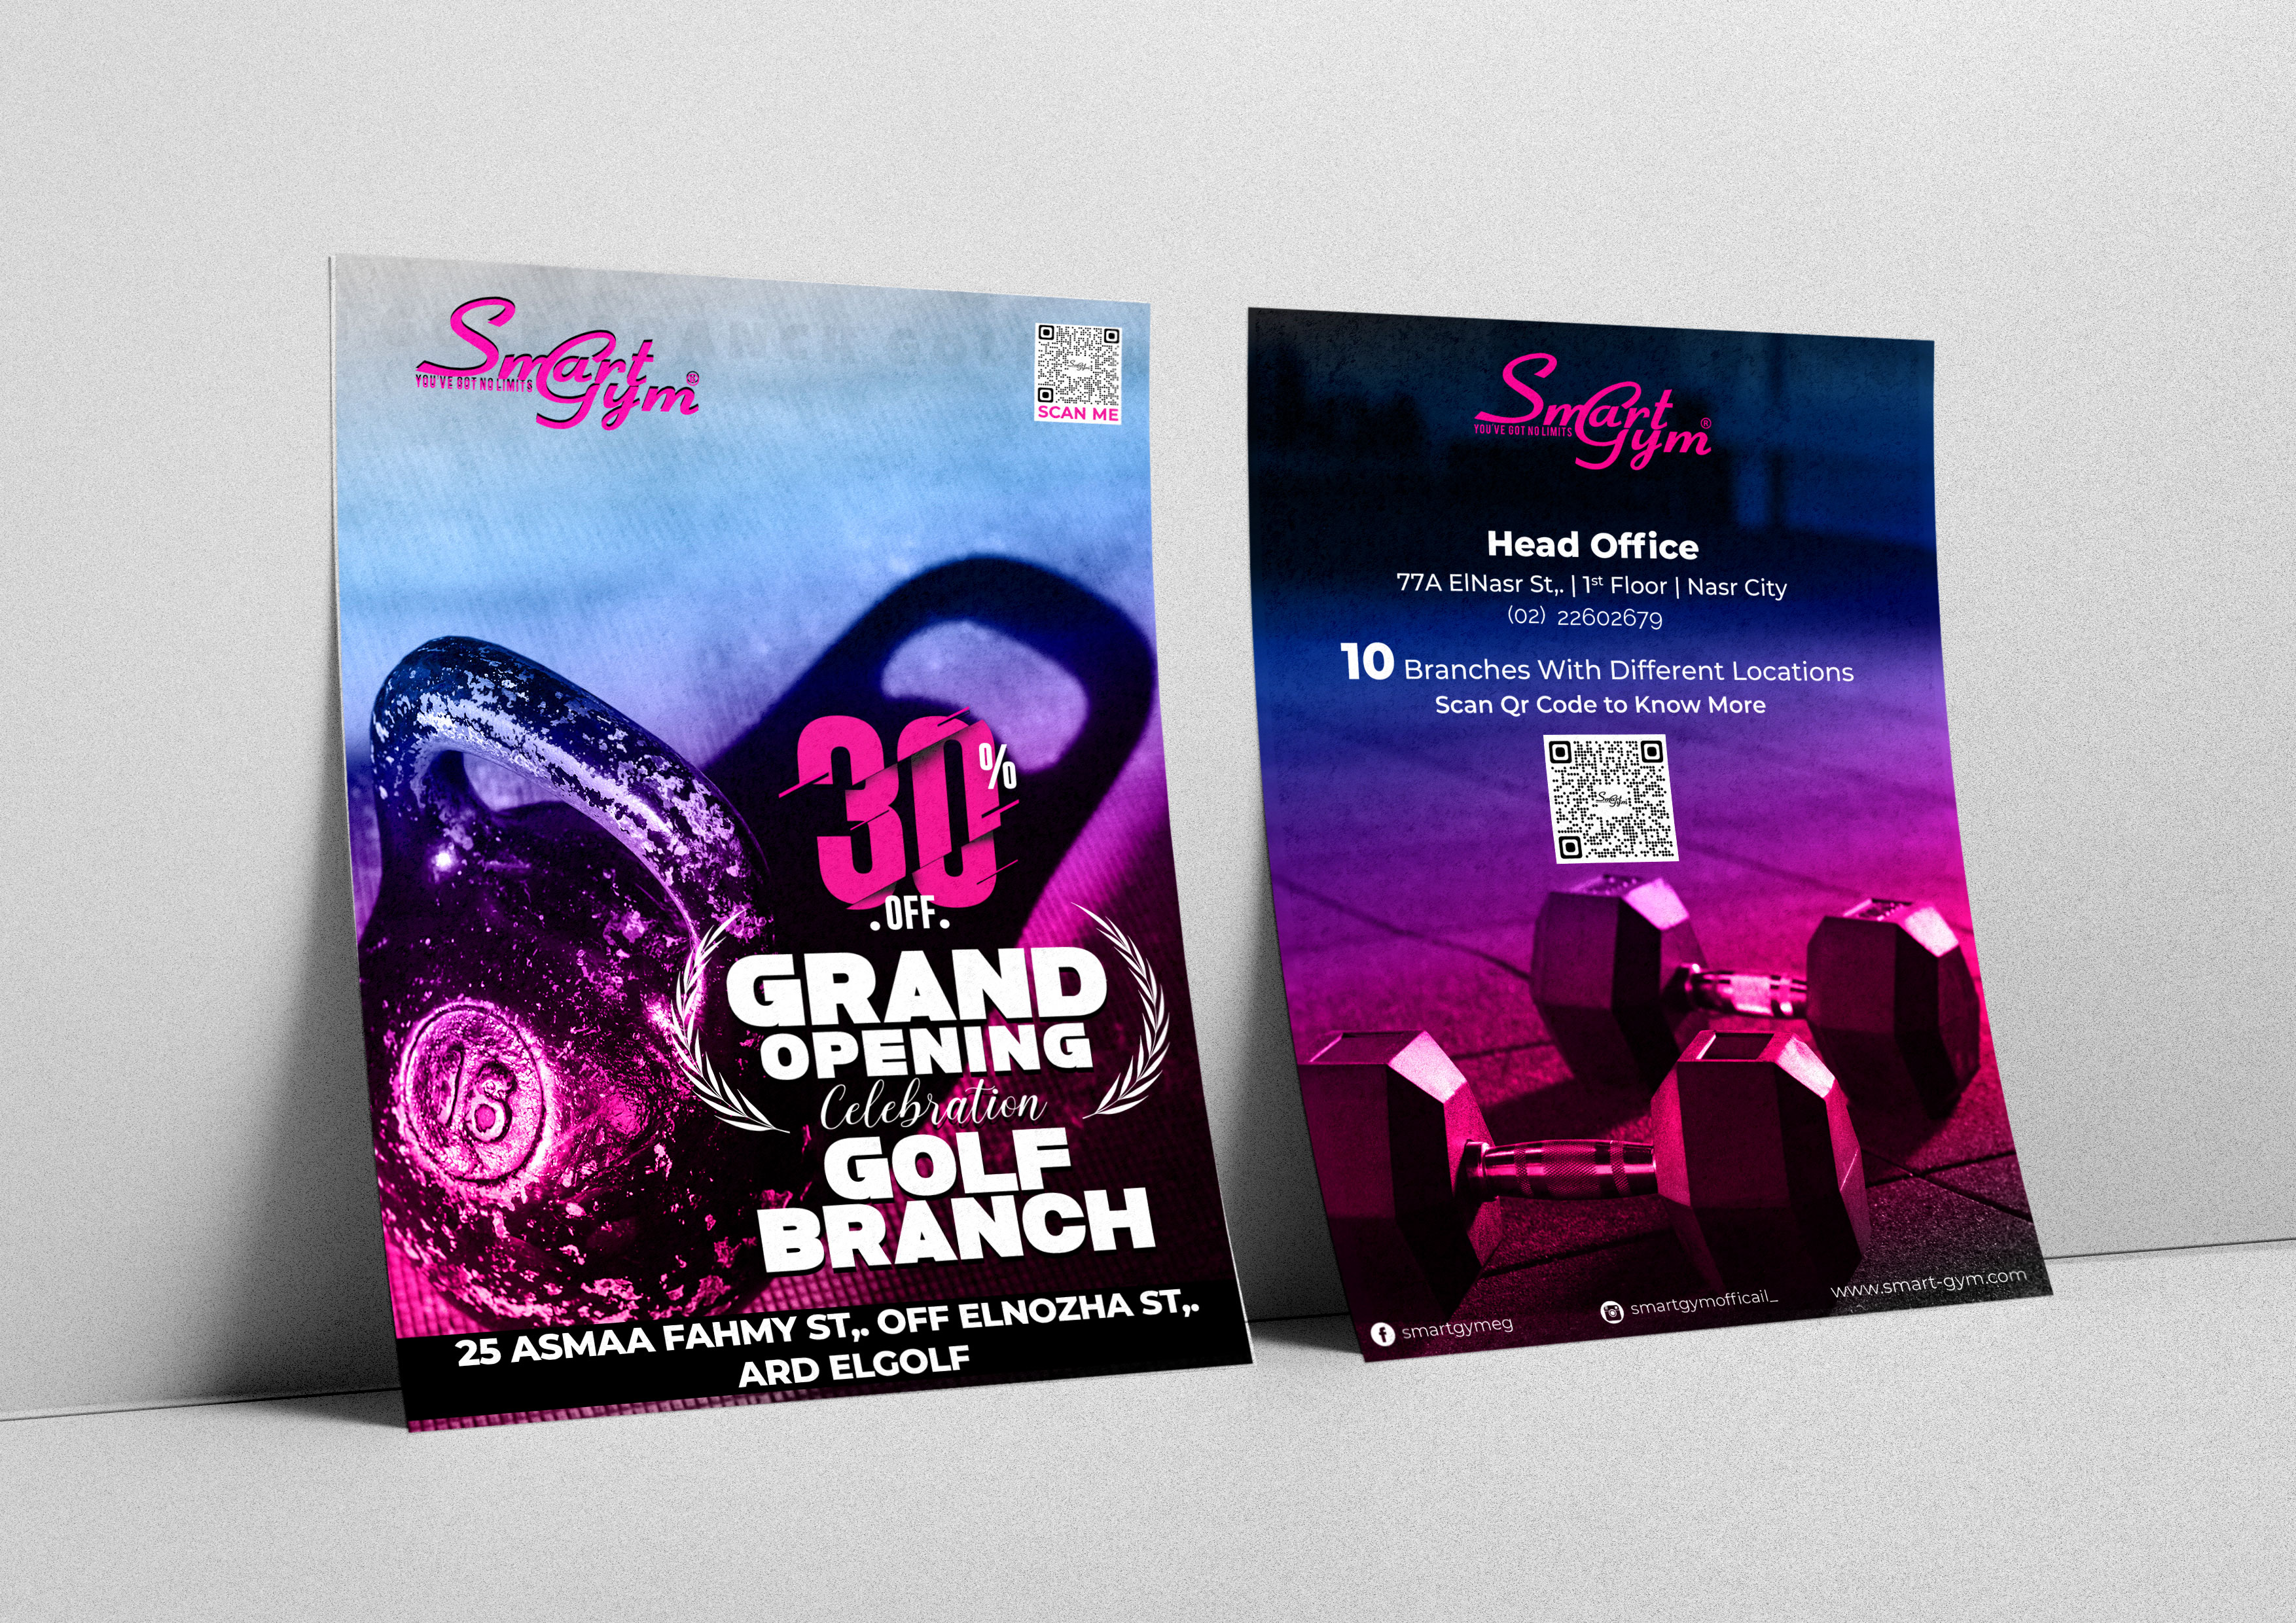 Smart
YOU'VE GOT NO LIMITS
gym®
SCAN ME
30%
.OFF.
GRAND
OPENING
Celebration
GOLF
BRANCH
25 ASMAA FAHMY ST,. OFF ELNOZHA ST,.
ARD ELGOLF
16
Smart
YOU'VE GOT NO LIMITS
gym®
Head Office
77A ElNasr St,. | 1st Floor | Nasr City
(02) 22602679
10 Branches With Different Locations
Scan Qr Code to Know More
Smart gym
smartgymeg
smartgymofficail_
www.smart-gym.com